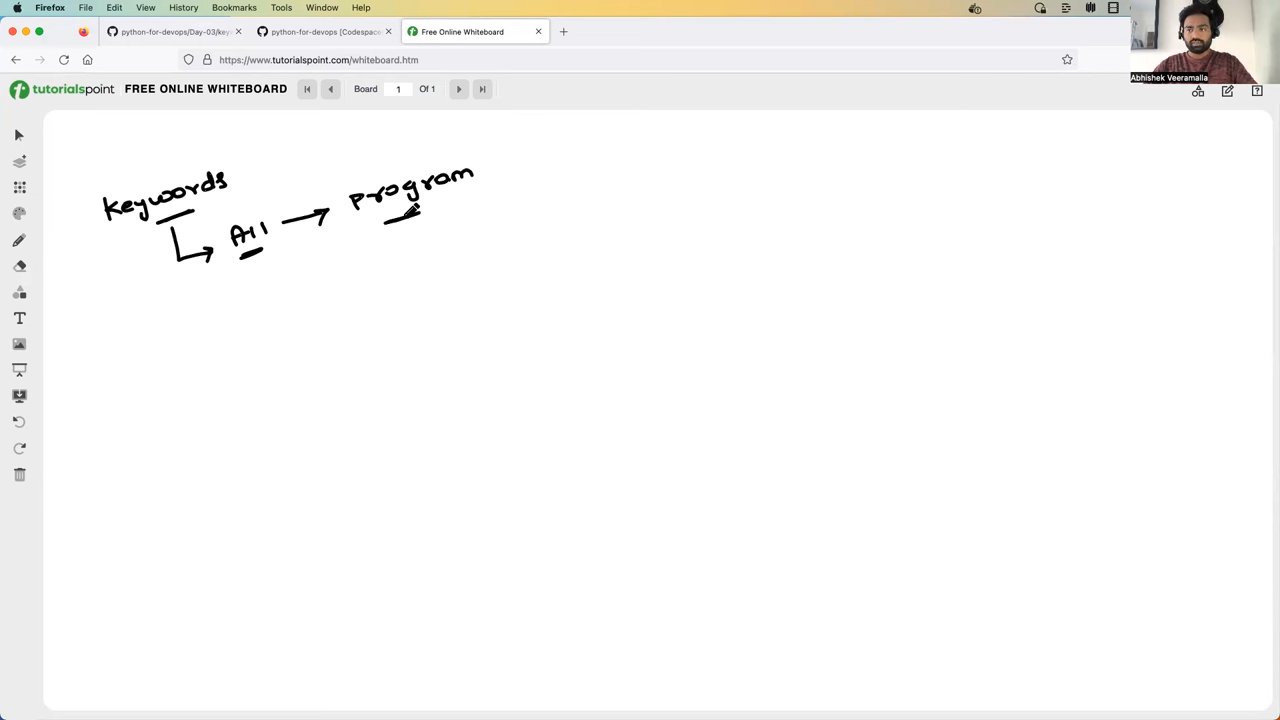 Firefox File Edit View History Bookmarks Tools Window Help
python-for-devops/Day-03/key
python-for-devops [Codespace
Free Online Whiteboard
https://www.tutorialspoint.com/whiteboard.htm
Abhishek Veeramalla
tutorialspoint FREE ONLINE WHITEBOARD Board 1 Of 1
Keywords
All
Program